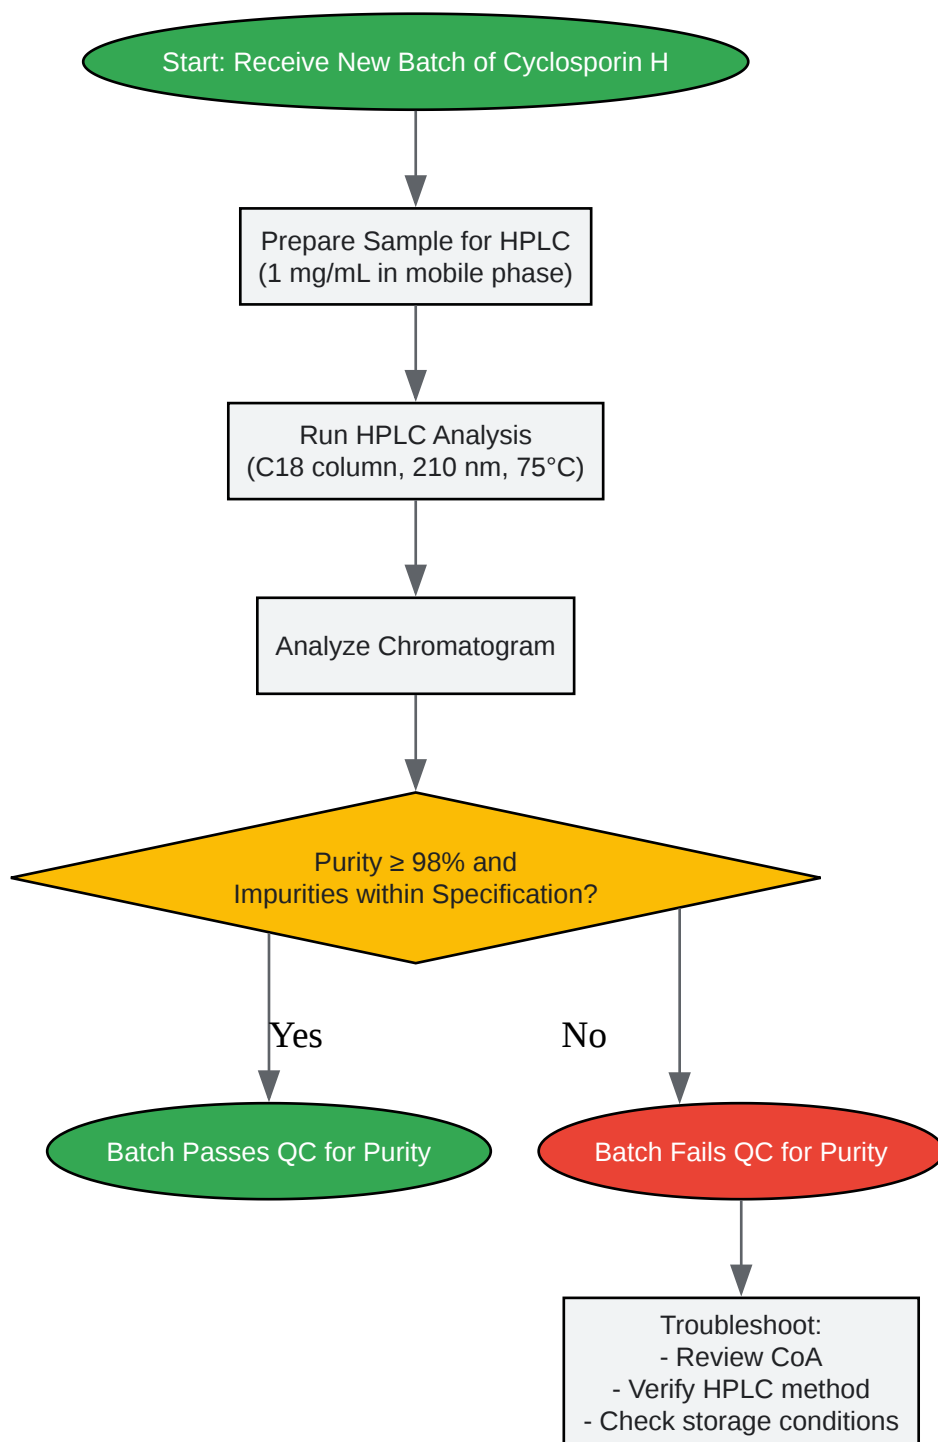 Start: Receive New Batch of Cyclosporin H
Prepare Sample for HPLC
(1 mg/mL in mobile phase)
Run HPLC Analysis
(C18 column, 210 nm, 75°C)
Analyze Chromatogram
Purity ≥ 98% and
Impurities within Specification?
Yes
No
Batch Passes QC for Purity
Batch Fails QC for Purity
Troubleshoot:
- Review CoA
- Verify HPLC method
- Check storage conditions